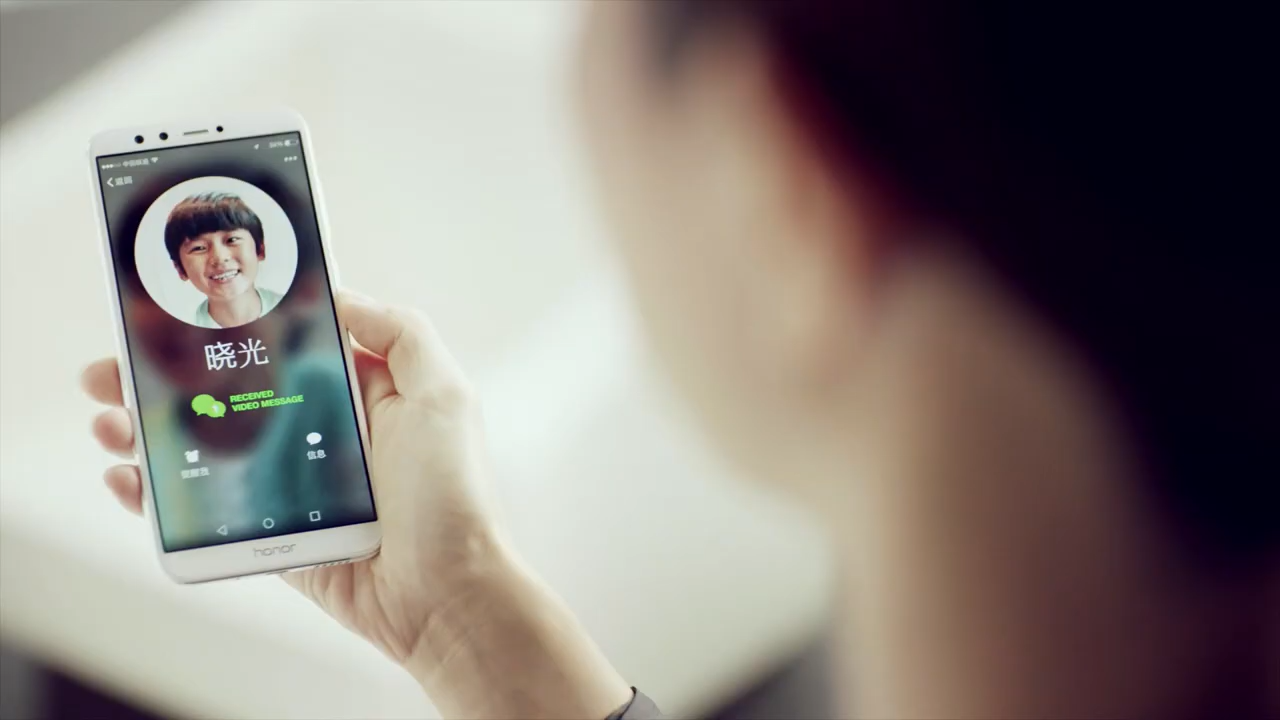 返回
晓光
RECEIVED
VIDEO MESSAGE
信息
honor